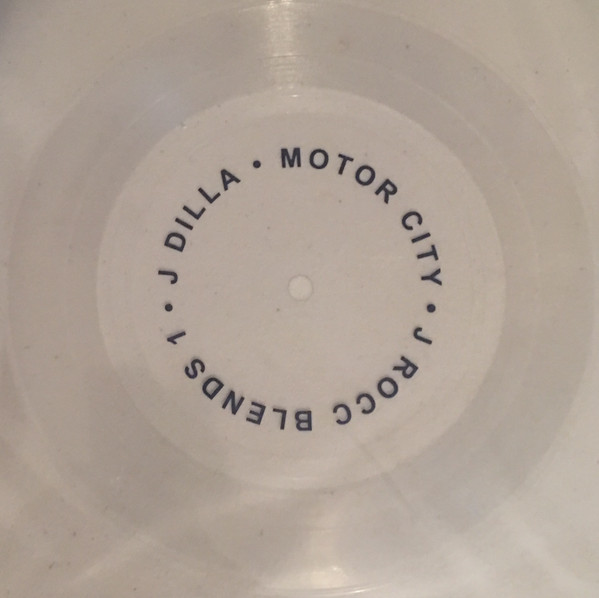 J DILLA • MOTOR CITY • J ROCC BLENDS 1 •